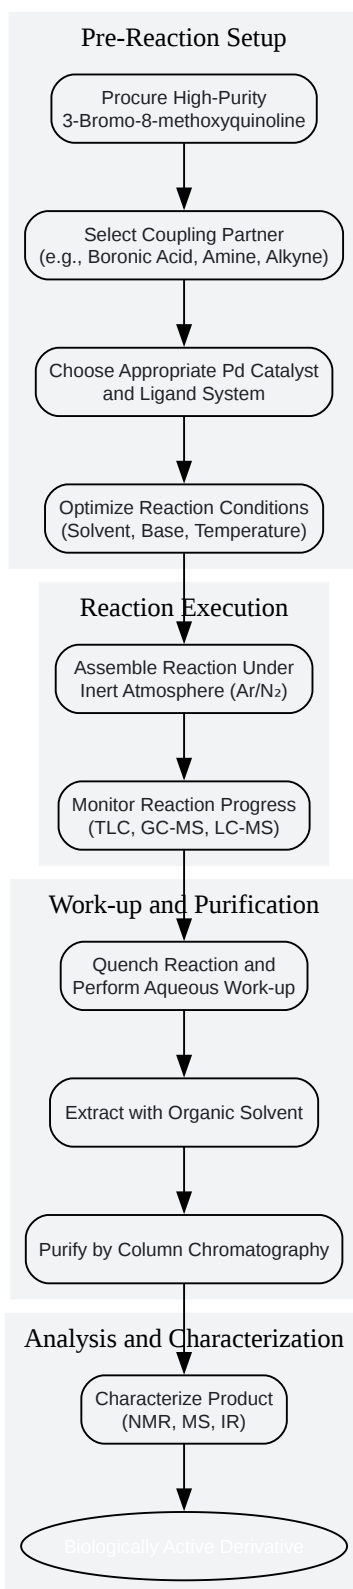 Pre-Reaction Setup
Procure High-Purity
3-Bromo-8-methoxyquinoline
Select Coupling Partner
(e.g., Boronic Acid, Amine, Alkyne)
Choose Appropriate Pd Catalyst
and Ligand System
Optimize Reaction Conditions
(Solvent, Base, Temperature)
Reaction Execution
Assemble Reaction Under
Inert Atmosphere (Ar/N₂)
Monitor Reaction Progress
(TLC, GC-MS, LC-MS)
Work-up and Purification
Quench Reaction and
Perform Aqueous Work-up
Extract with Organic Solvent
Purify by Column Chromatography
Analysis and Characterization
Characterize Product
(NMR, MS, IR)
Biologically Active Derivative